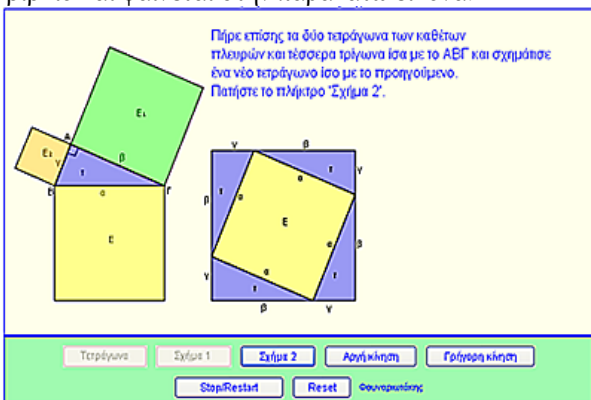 Πήρε επίσης τα δύο τετράγωνα των καθέτων
πλευρών και τέσσερα τρίγωνα ίσα με το ΑΒΓ και σχημάτισε
ένα νέο τετράγωνο ίσο με το προηγούμενο.
Πατήστε το πλήκτρο 'Σχήμα 2'.
Ε₁
Α
Ε₂
γ
β
τ
Β
α
Γ
Ε
γ
β
α
τ
γ
β
τ
α
Ε
α
β
γ
α
τ
τ
β
γ
Τετράγωνα
Σχήμα 1
Σχήμα 2
Αργή κίνηση
Γρήγορη κίνηση
Stop/Restart
Reset